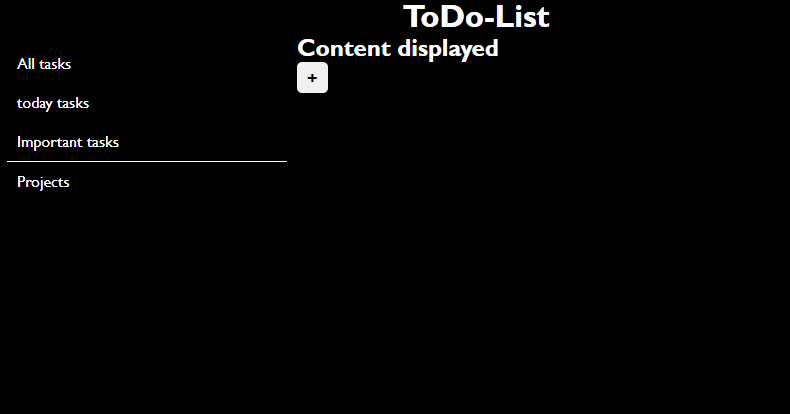 ToDo-List
Content displayed
+
All tasks
today tasks
Important tasks
Projects